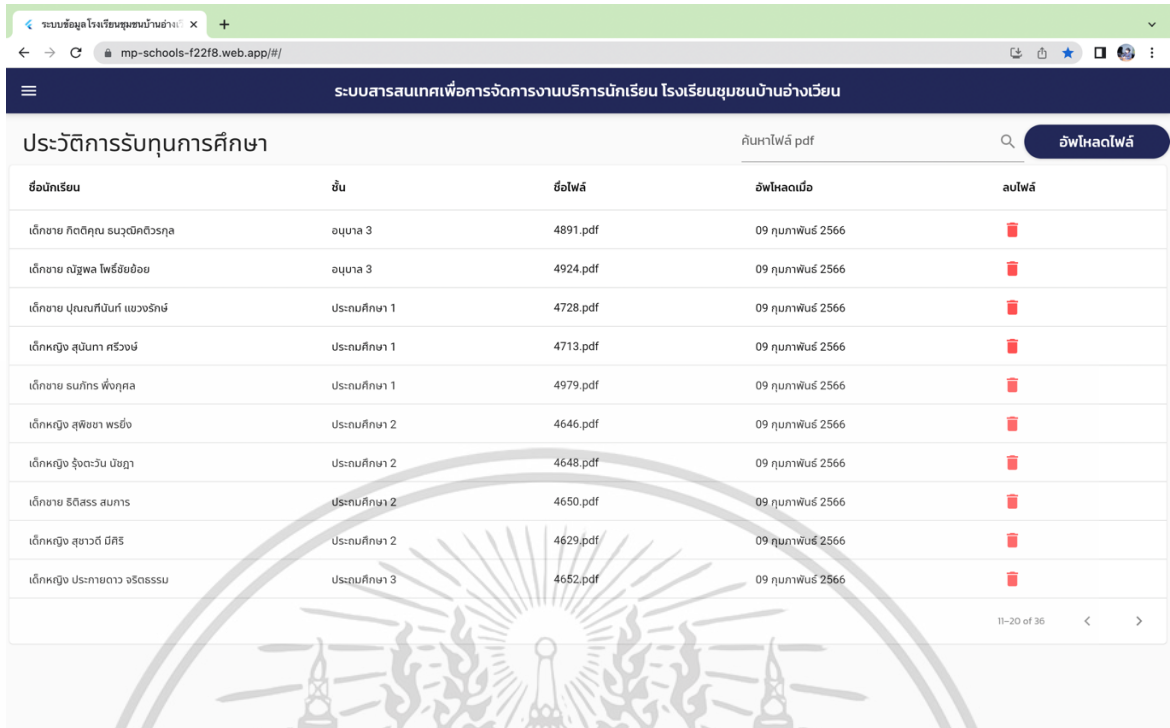 ระบบข้อมูลโรงเรียนชุมชนบ้านอ่างเวี
mp-schools-f22f8.web.app/#/
ระบบสารสนเทศเพื่อการจัดการงานบริการนักเรียน โรงเรียนชุมชนบ้านอ่างเวียน
ประวัติการรับทุนการศึกษา ค้นหาไฟล์ pdf อัพโหลดไฟล์
ชื่อนักเรียน ชั้น ชื่อไฟล์ อัพโหลดเมื่อ ลบไฟล์
เด็กชาย กิตติคุณ ธนวุฒิคติวรกุล อนุบาล 3 4891.pdf 09 กุมภาพันธ์ 2566
เด็กชาย ณัฐพล โพธิ์ชัยย้อย อนุบาล 3 4924.pdf 09 กุมภาพันธ์ 2566
เด็กชาย ปุณณฑีนันท์ แขวงรักษ์ ประถมศึกษา 1 4728.pdf 09 กุมภาพันธ์ 2566
เด็กหญิง สุนันทา ศรีวงษ์ ประถมศึกษา 1 4713.pdf 09 กุมภาพันธ์ 2566
เด็กชาย ธนภัทร พึ่งกุศล ประถมศึกษา 1 4979.pdf 09 กุมภาพันธ์ 2566
เด็กหญิง สุพิชชา พรยิ่ง ประถมศึกษา 2 4646.pdf 09 กุมภาพันธ์ 2566
เด็กหญิง รุ้งตะวัน นัชฎา ประถมศึกษา 2 4648.pdf 09 กุมภาพันธ์ 2566
เด็กชาย ธิติสรร สมการ ประถมศึกษา 2 4650.pdf 09 กุมภาพันธ์ 2566
เด็กหญิง สุชาวดี มีศิริ ประถมศึกษา 2 4629.pdf 09 กุมภาพันธ์ 2566
เด็กหญิง ประกายดาว จริตธรรม ประถมศึกษา 3 4652.pdf 09 กุมภาพันธ์ 2566
11–20 of 36